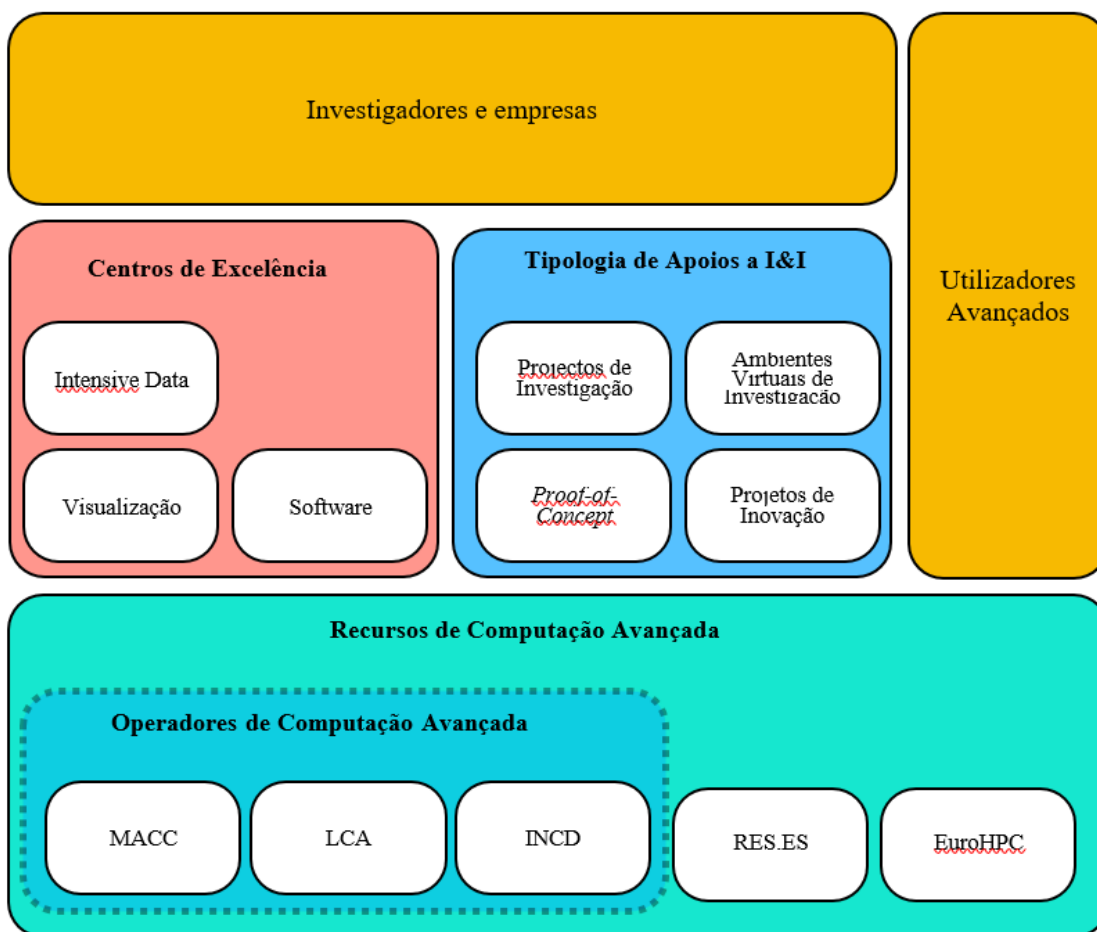 Investigadores e empresas
Utilizadores
Avançados
Centros de Excelência
Intensive Data
Visualização
Software
Tipologia de Apoios a I&I
Projectos de
Investigação
Ambientes
Virtuais de
Investigação
Proof-of-
Concept
Projetos de
Inovação
Recursos de Computação Avançada
Operadores de Computação Avançada
MACC
LCA
INCD
RES.ES
EuroHPC